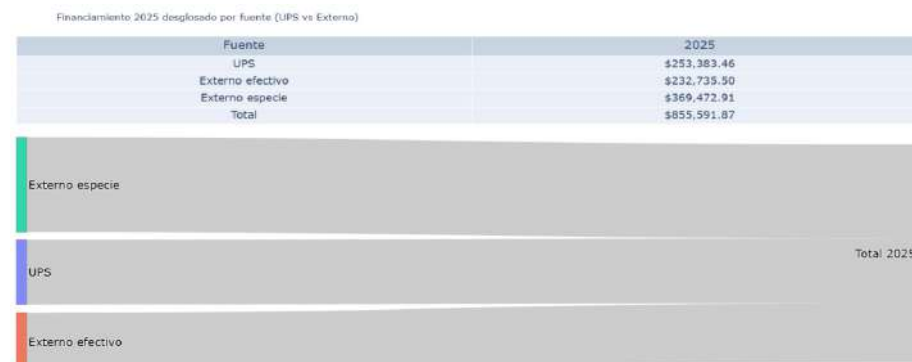 Financiamiento 2025 desglosado por fuente (UPS vs Externo)
Fuente 2025
UPS $253,383.46
Externo efectivo $232,735.50
Externo especie $369,472.91
Total $855,591.87
Externo especie
Total 2025
UPS
Externo efectivo